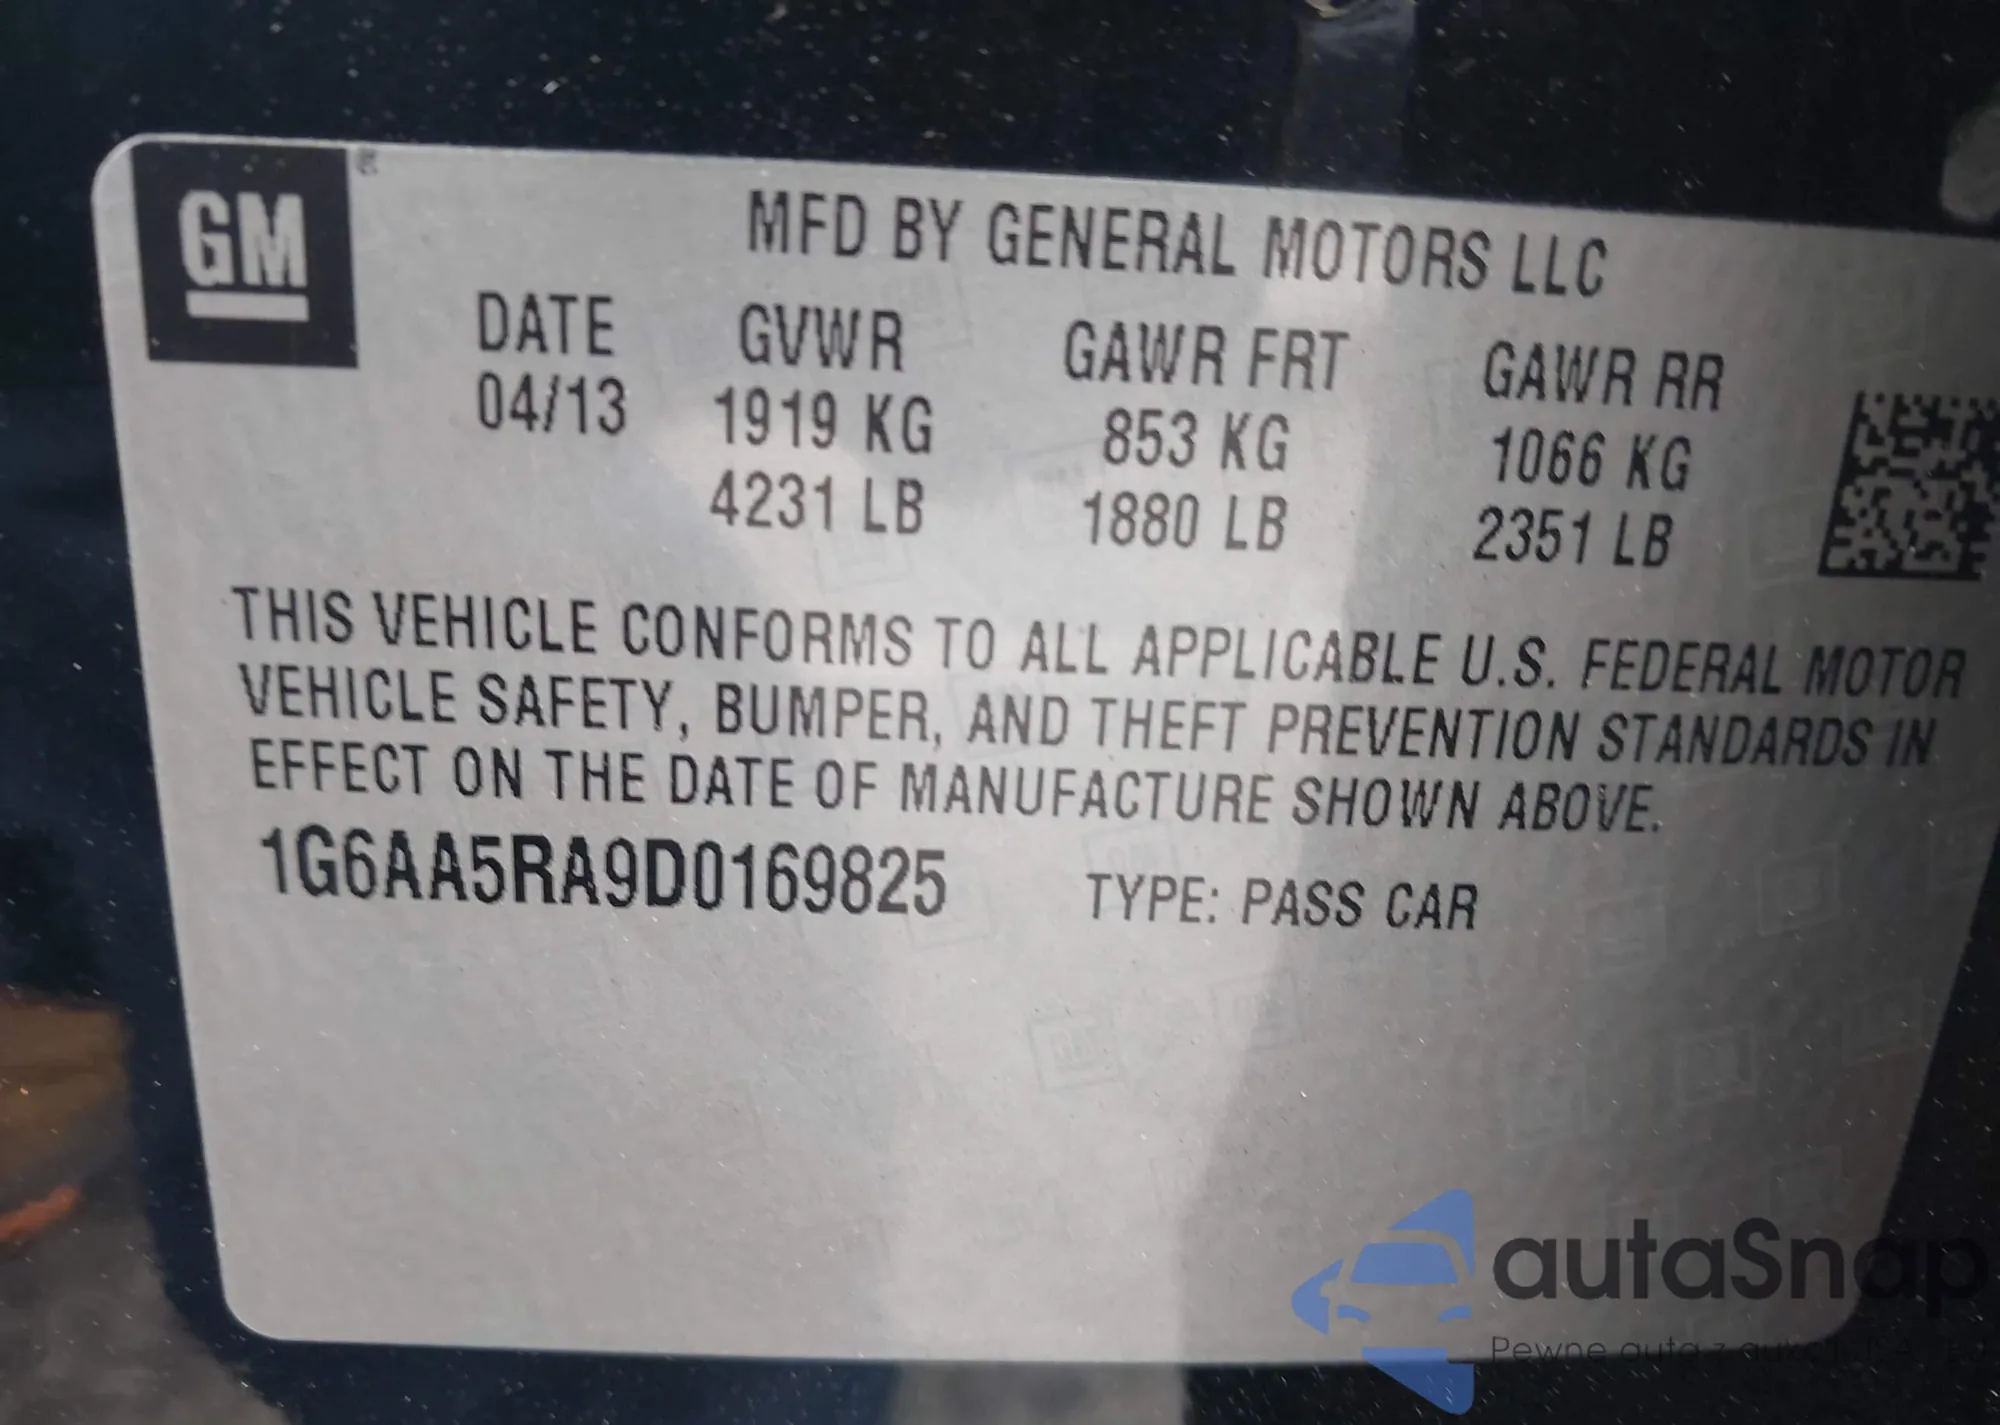 GM
MFD BY GENERAL MOTORS LLC
DATE GVWR GAWR FRT GAWR RR
04/13 1919 KG 853 KG 1066 KG
4231 LB 1880 LB 2351 LB
THIS VEHICLE CONFORMS TO ALL APPLICABLE U.S. FEDERAL MOTOR
VEHICLE SAFETY, BUMPER, AND THEFT PREVENTION STANDARDS IN
EFFECT ON THE DATE OF MANUFACTURE SHOWN ABOVE.
1G6AA5RA9D0169825 TYPE: PASS CAR
autaSnap
Pewne auta z